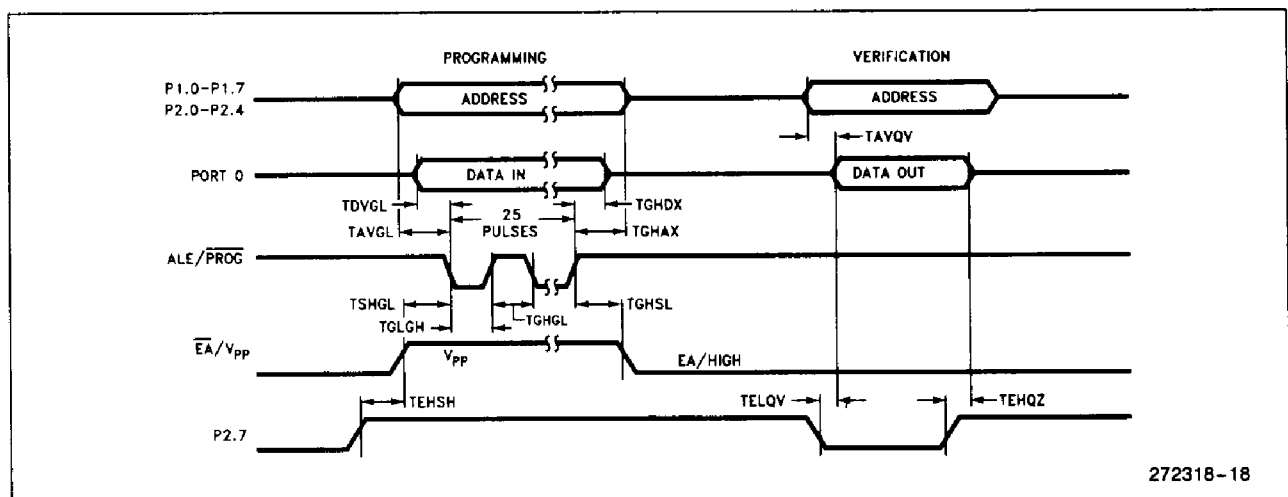 PROGRAMMING
VERIFICATION
P1.0-P1.7
P2.0-P2.4
ADDRESS
ADDRESS
TAVQV
PORT 0
DATA IN
DATA OUT
TDVGL
25
PULSES
TGHDX
TAVGL
TGHAX
ALE/PROG
TSHGL
TGHSL
TGLGH
TGHGL
EA/VPP
VPP
EA/HIGH
TEHSH
TELQV
TEHQZ
P2.7
272318-18